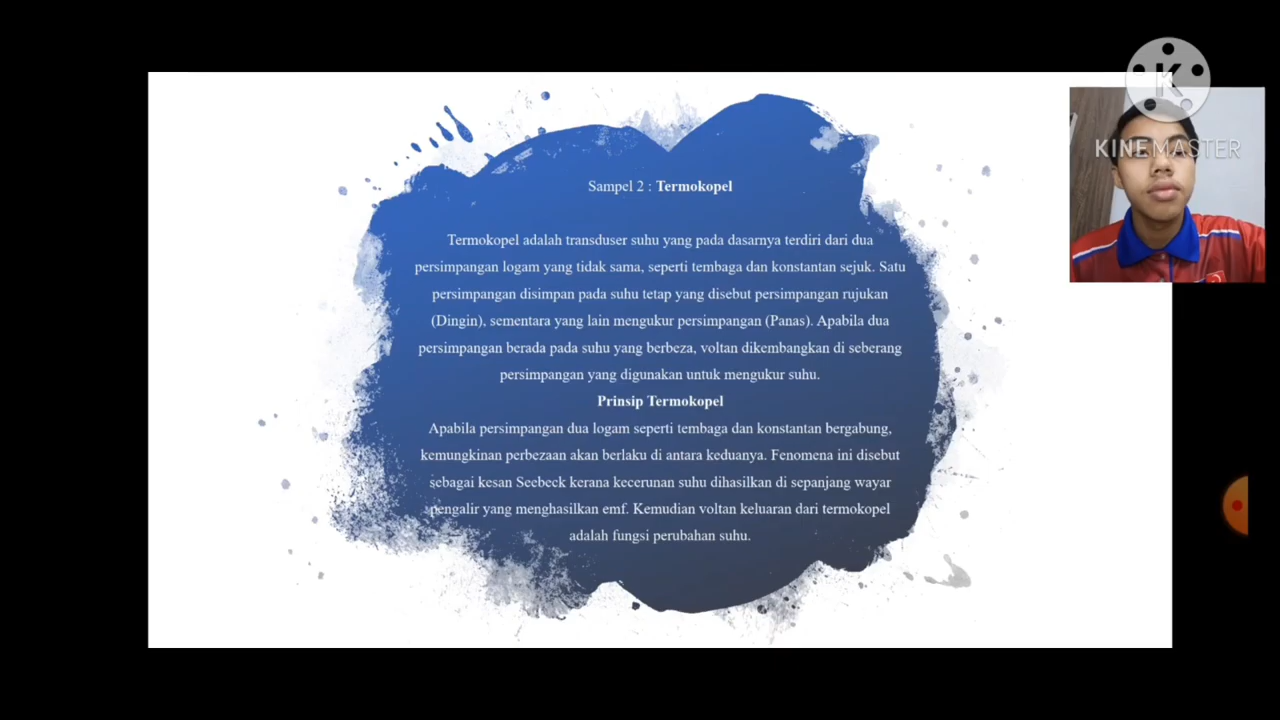 KINEMASTER
Sampel 2 : Termokopel
Termokopel adalah transduser suhu yang pada dasarnya terdiri dari dua
persimpangan logam yang tidak sama, seperti tembaga dan konstantan sejuk. Satu
persimpangan disimpan pada suhu tetap yang disebut persimpangan rujukan
(Dingin), sementara yang lain mengukur persimpangan (Panas). Apabila dua
persimpangan berada pada suhu yang berbeza, voltan dikembangkan di seberang
persimpangan yang digunakan untuk mengukur suhu.
Prinsip Termokopel
Apabila persimpangan dua logam seperti tembaga dan konstantan bergabung,
kemungkinan perbezaan akan berlaku di antara keduanya. Fenomena ini disebut
sebagai kesan Seebeck kerana kecerunan suhu dihasilkan di sepanjang wayar
pengalir yang menghasilkan emf. Kemudian voltan keluaran dari termokopel
adalah fungsi perubahan suhu.